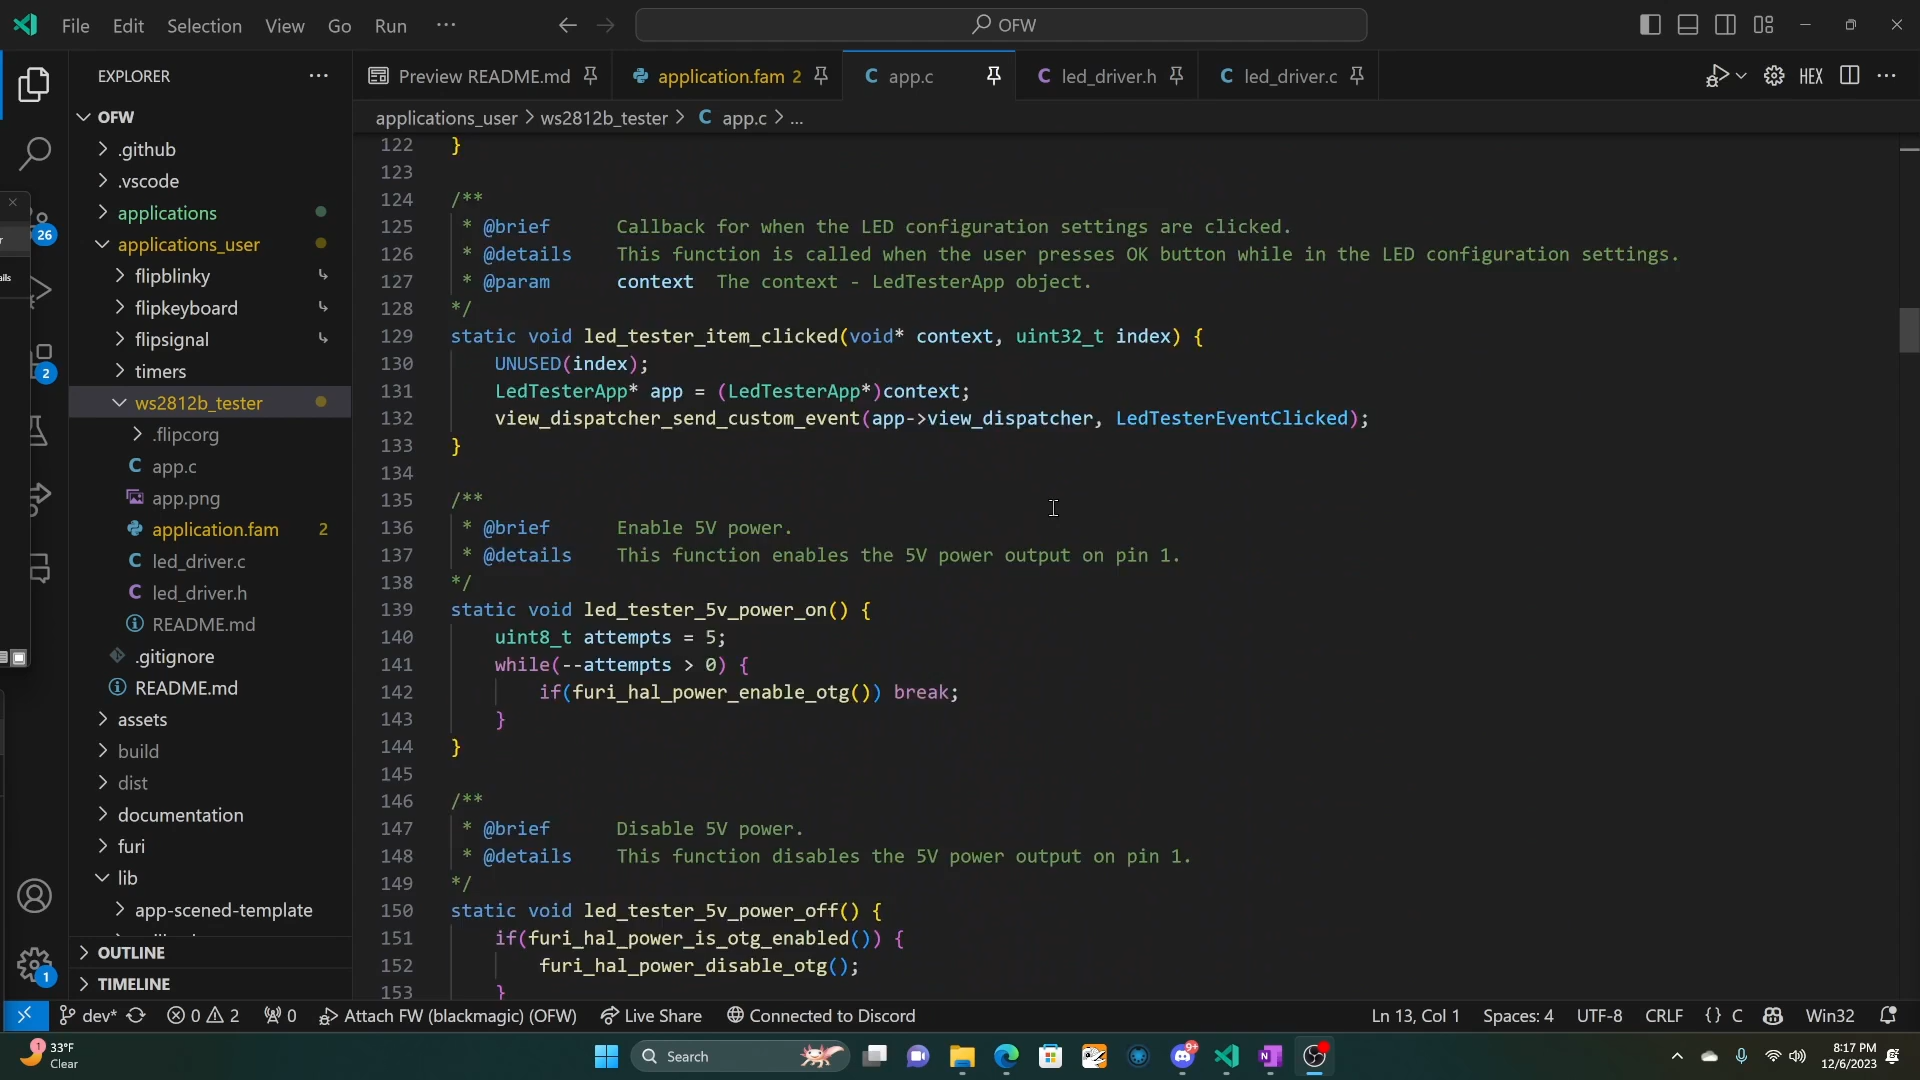 File Edit Selection View Go Run ···
OFW
EXPLORER
Preview README.md
application.fam 2
app.c
led_driver.h
led_driver.c
HEX
applications_user > ws2812b_tester > C app.c > ...
OFW
.github
.vscode
applications
applications_user
flipblinky
flipkeyboard
flipsignal
timers
ws2812b_tester
.flipcorg
C app.c
app.png
application.fam 2
C led_driver.c
C led_driver.h
README.md
.gitignore
README.md
assets
build
dist
documentation
furi
lib
app-scened-template
OUTLINE
TIMELINE
26
2
1
122 }
123
124 /**
125 * @brief Callback for when the LED configuration settings are clicked.
126 * @details This function is called when the user presses OK button while in the LED configuration settings.
127 * @param context The context - LedTesterApp object.
128 */
129 static void led_tester_item_clicked(void* context, uint32_t index) {
130 UNUSED(index);
131 LedTesterApp* app = (LedTesterApp*)context;
132 view_dispatcher_send_custom_event(app->view_dispatcher, LedTesterEventClicked);
133 }
134
135 /**
136 * @brief Enable 5V power.
137 * @details This function enables the 5V power output on pin 1.
138 */
139 static void led_tester_5v_power_on() {
140 uint8_t attempts = 5;
141 while(--attempts > 0) {
142 if(furi_hal_power_enable_otg()) break;
143 }
144 }
145
146 /**
147 * @brief Disable 5V power.
148 * @details This function disables the 5V power output on pin 1.
149 */
150 static void led_tester_5v_power_off() {
151 if(furi_hal_power_is_otg_enabled()) {
152 furi_hal_power_disable_otg();
153 }
dev* 0 2 0 Attach FW (blackmagic) (OFW) Live Share Connected to Discord Ln 13, Col 1 Spaces: 4 UTF-8 CRLF {} C Win32
1
33°F
Clear
Search
9+
8:17 PM
12/6/2023